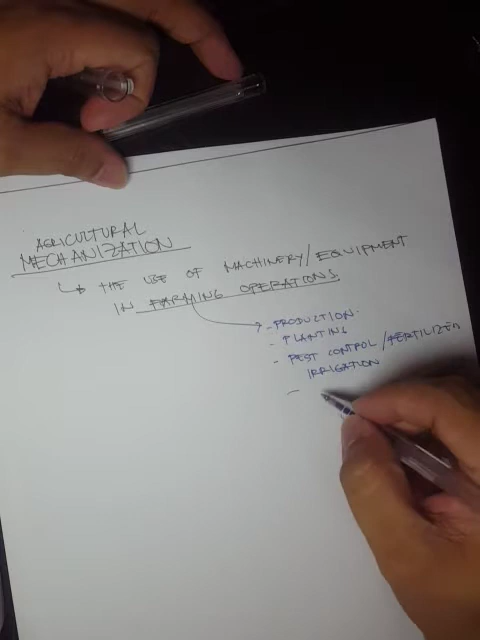 AGRICULTURAL
MECHANIZATION
↳ THE USE OF MACHINERY/EQUIPMENT
IN FARMING OPERATIONS
- PRODUCTION.
- PLANTING
- PEST CONTROL/FERTILIZER
IRRIGATION
-